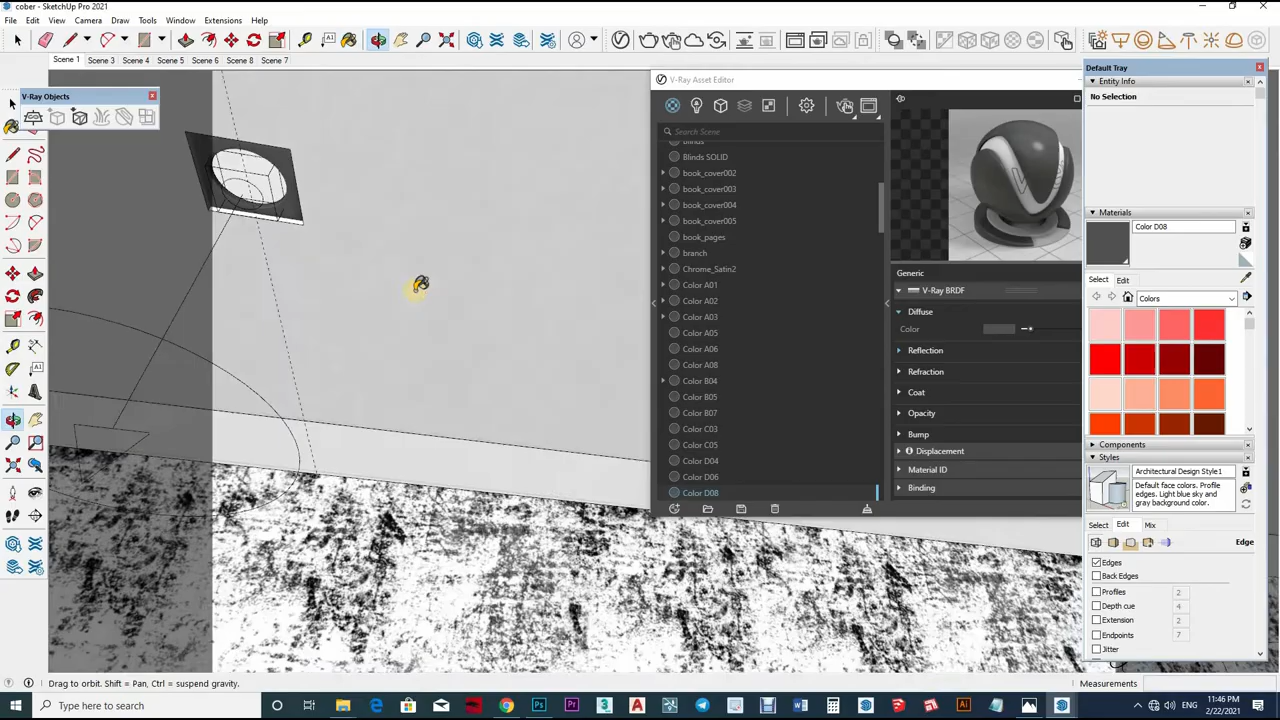 cober - SketchUp Pro 2021
File Edit View Camera Draw Tools Window Extensions Help
Scene 1 Scene 3 Scene 4 Scene 5 Scene 6 Scene 8 Scene 7
V-Ray Objects
V-Ray Asset Editor
Search Scene
Blinds
Blinds SOLID
book_cover002
book_cover003
book_cover004
book_cover005
book_pages
branch
Chrome_Satin2
Color A01
Color A02
Color A03
Color A05
Color A06
Color A08
Color B04
Color B05
Color B07
Color C03
Color C05
Color D04
Color D06
Color D08
Generic
V-Ray BRDF
Diffuse
Color
Reflection
Refraction
Coat
Opacity
Bump
Displacement
Material ID
Binding
Default Tray
Entity Info
No Selection
Materials
Color D08
Select Edit
Colors
Components
Styles
Architectural Design Style1
Default face colors. Profile
edges. Light blue sky and
gray background color.
Select Edit Mix
Edge
Edges
Back Edges
Profiles 2
Depth cue 4
Extension 2
Endpoints 7
Jitter
Drag to orbit. Shift = Pan, Ctrl = suspend gravity.
Measurements
Type here to search
11:46 PM
2/22/2021